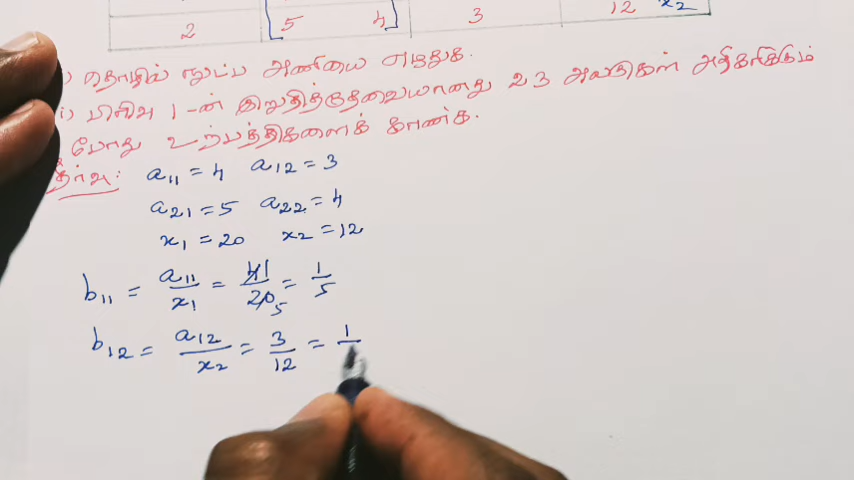 2 5 4 3 12 x2
) தொழில் நுட்ப அணியை எழுதுக.
i) பிரிவு 1-ன் இறுதித்தேவையானது 23 அலகுகள் அதிகரிக்கும்
போது உற்பத்திகளைக் காண்க.
தீர்வு: a11 = 4 a12 = 3
a21 = 5 a22 = 4
x1 = 20 x2 = 12
b11 = a11/x1 = 4 1/20 5 = 1/5
b12 = a12/x2 = 3/12 = 1/